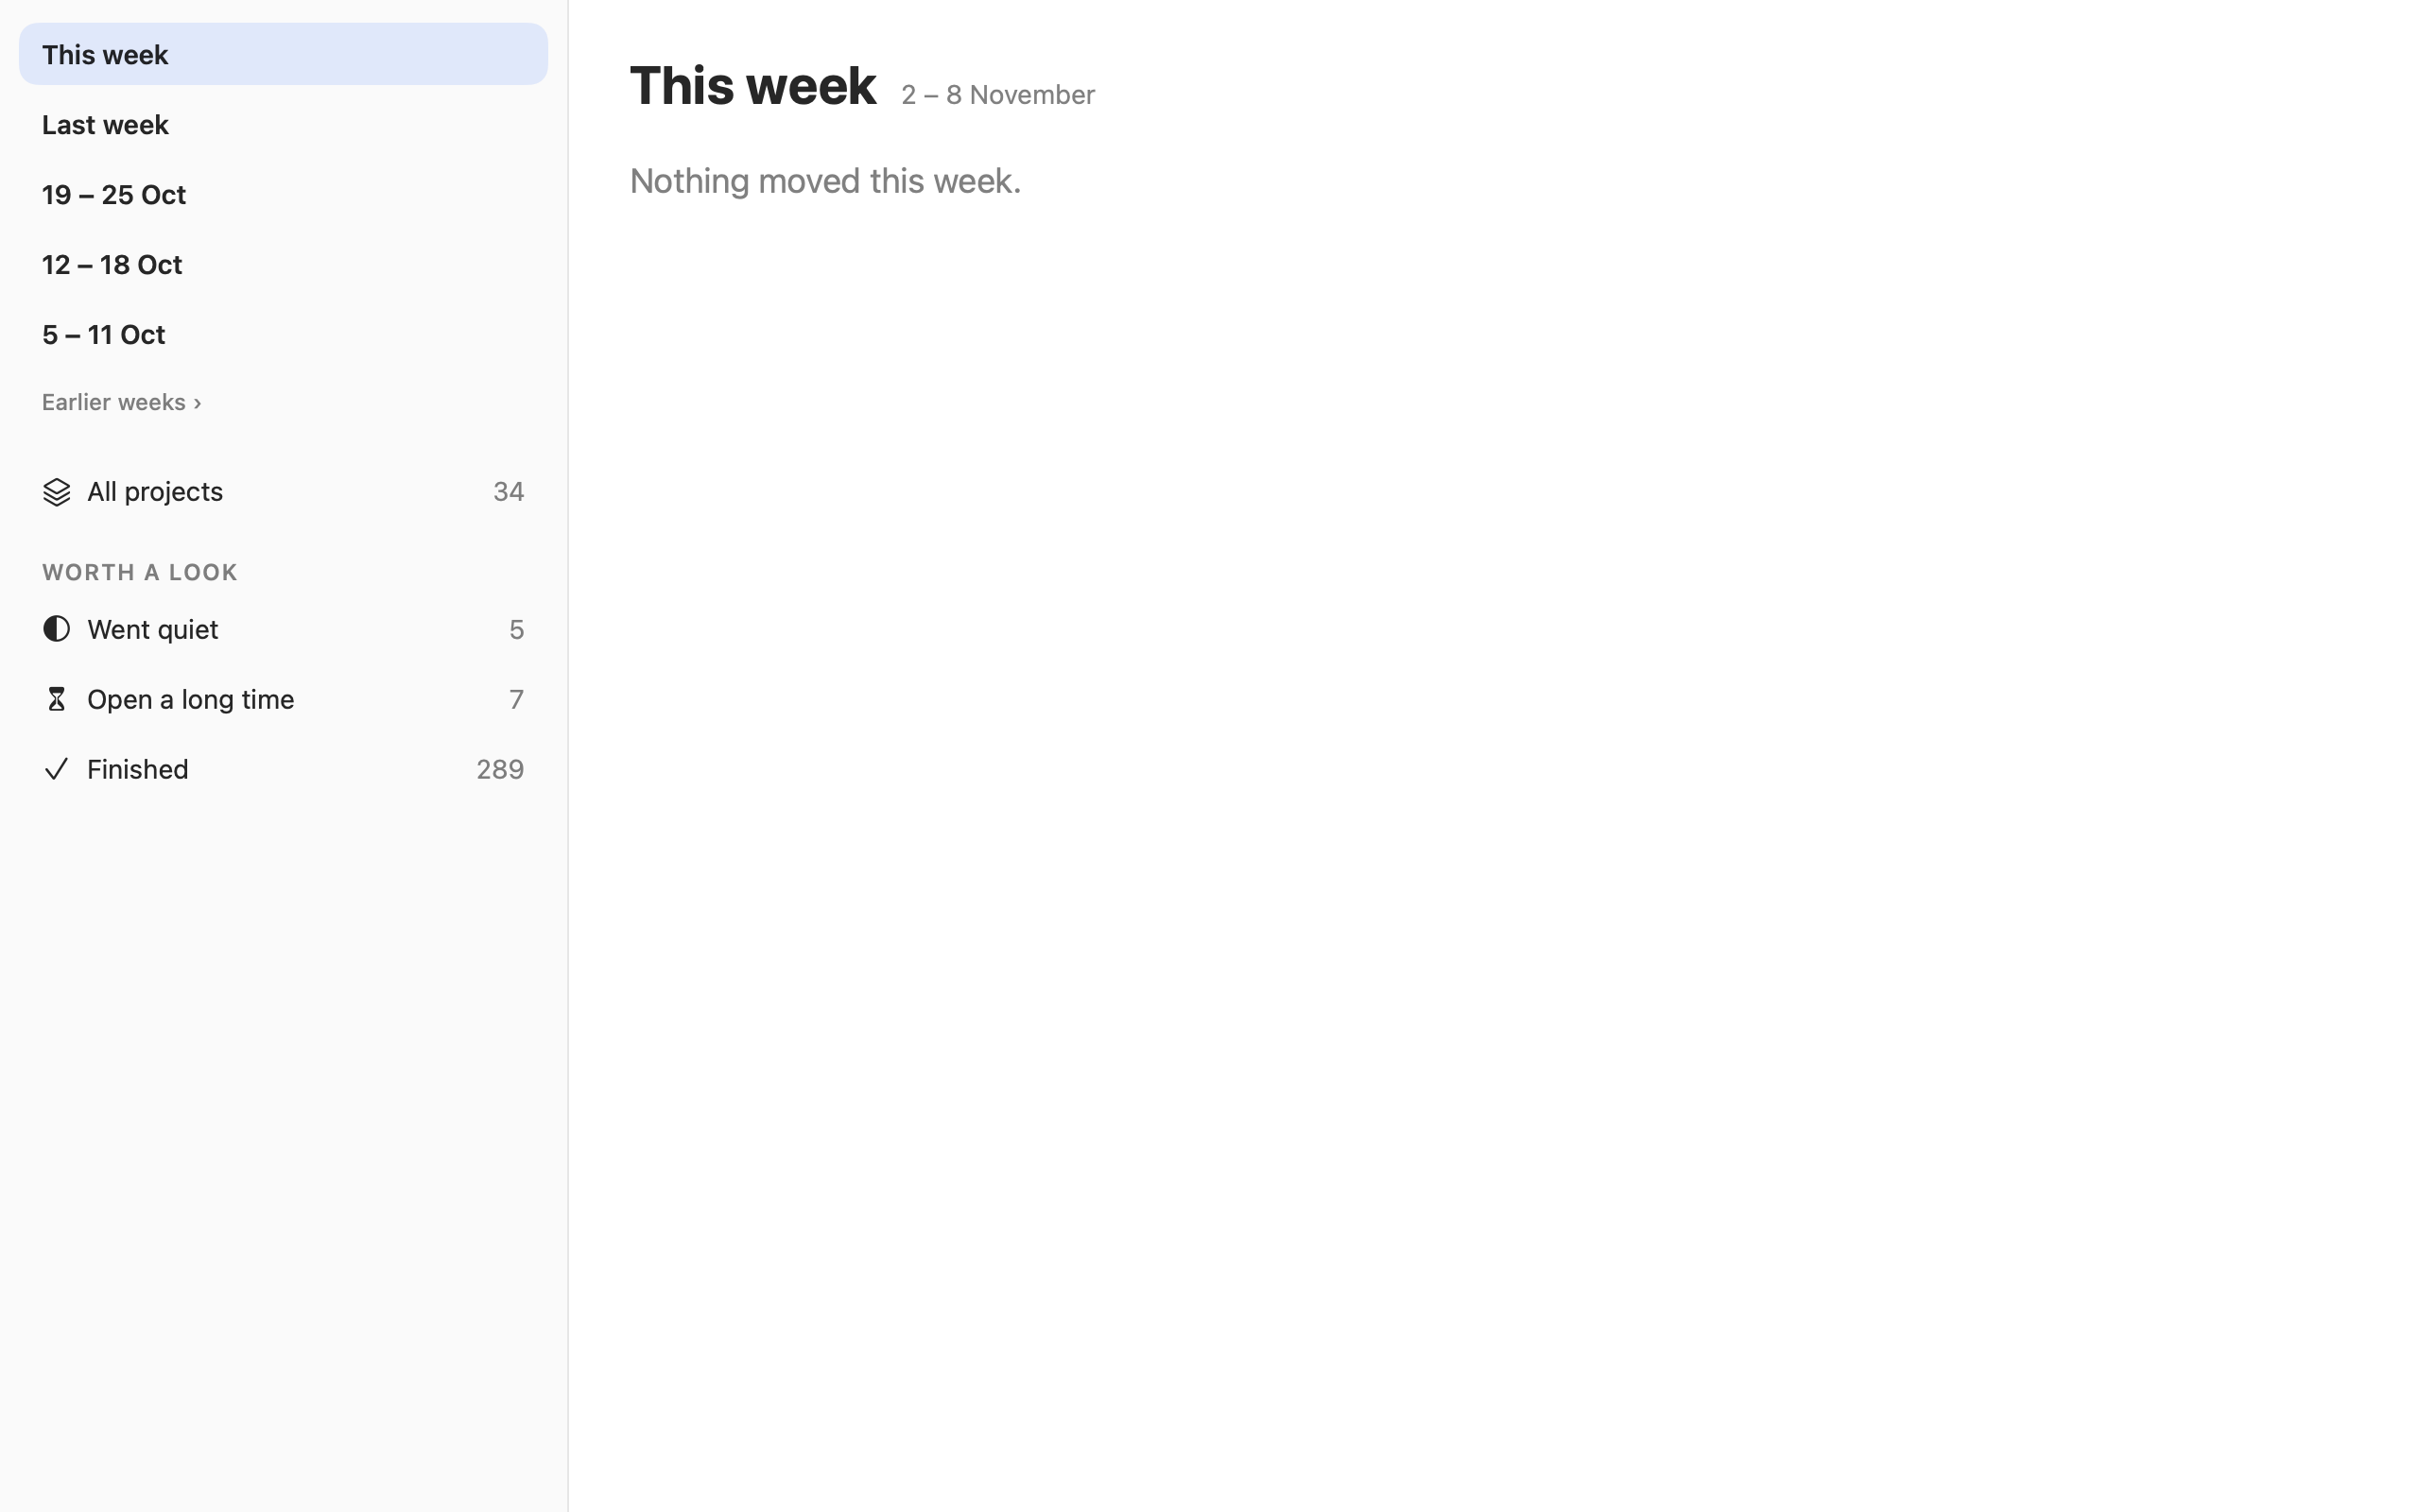 This week
Last week
19 – 25 Oct
12 – 18 Oct
5 – 11 Oct
Earlier weeks ›
All projects 34
WORTH A LOOK
Went quiet 5
Open a long time 7
Finished 289
This week 2 – 8 November
Nothing moved this week.